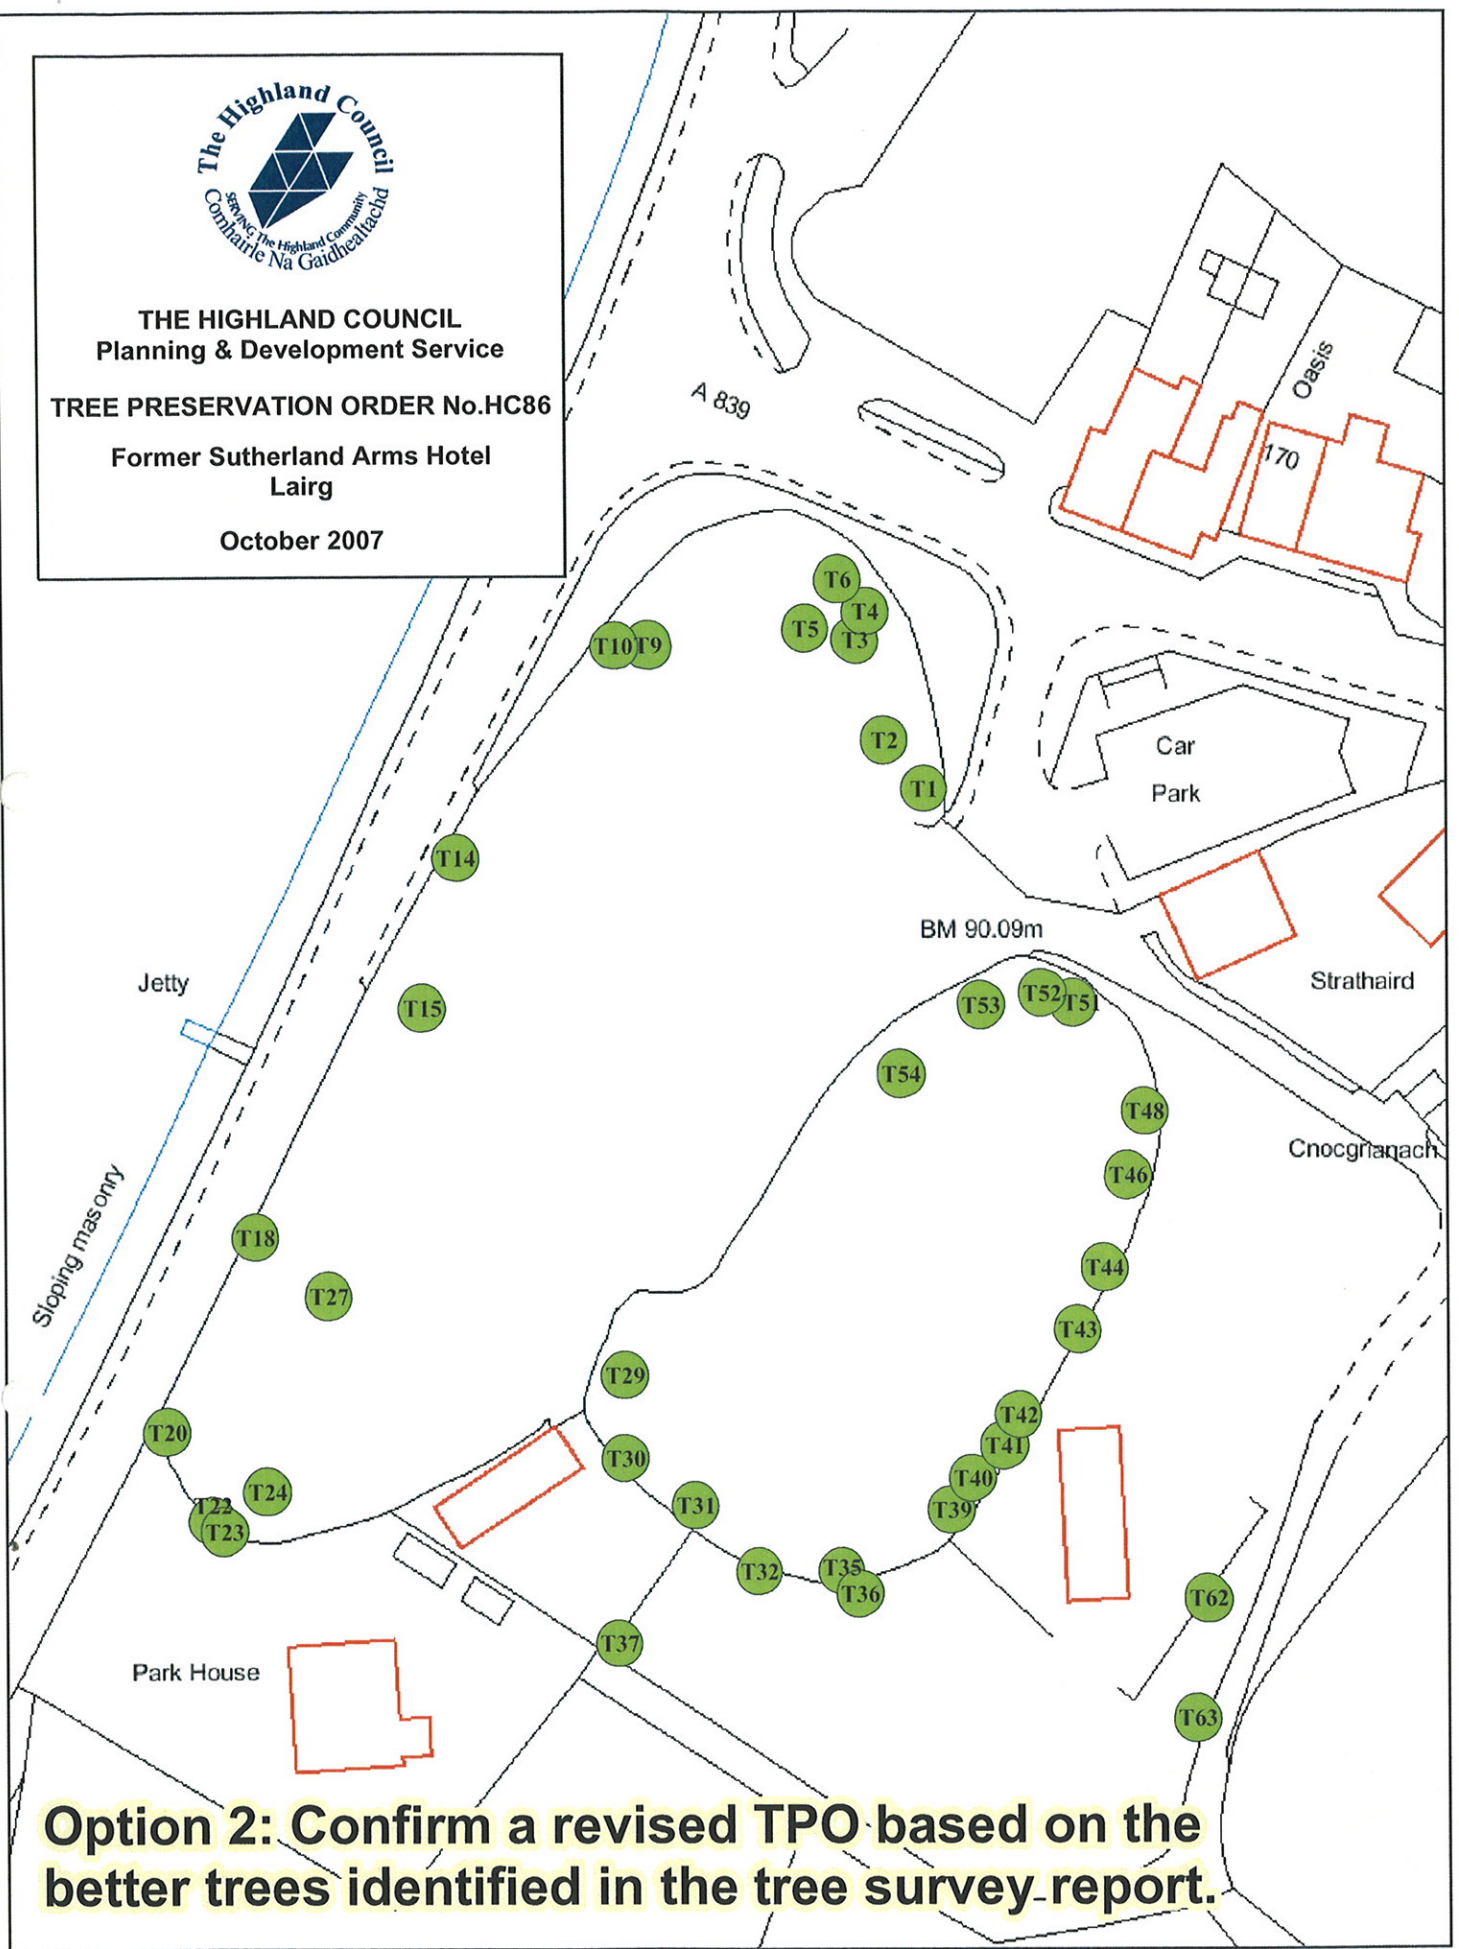 The Highland Council
SERVING The Highland Community
Comhairle Na Gaidhealtachd
THE HIGHLAND COUNCIL
Planning & Development Service
TREE PRESERVATION ORDER No.HC86
Former Sutherland Arms Hotel
Lairg
October 2007
A 839
Oasis
170
T6
T4
T5
T3
T10
T9
T2
T1
Car
Park
T14
BM 90.09m
Strathaird
Jetty
T15
T53
T52
T51
T54
T48
Cnocgrianach
T46
Sloping masonry
T18
T27
T44
T43
T29
T20
T42
T41
T30
T40
T24
T22
T23
T31
T39
T32
T35
T36
T62
T37
Park House
T63
Option 2: Confirm a revised TPO based on the
better trees identified in the tree survey report.